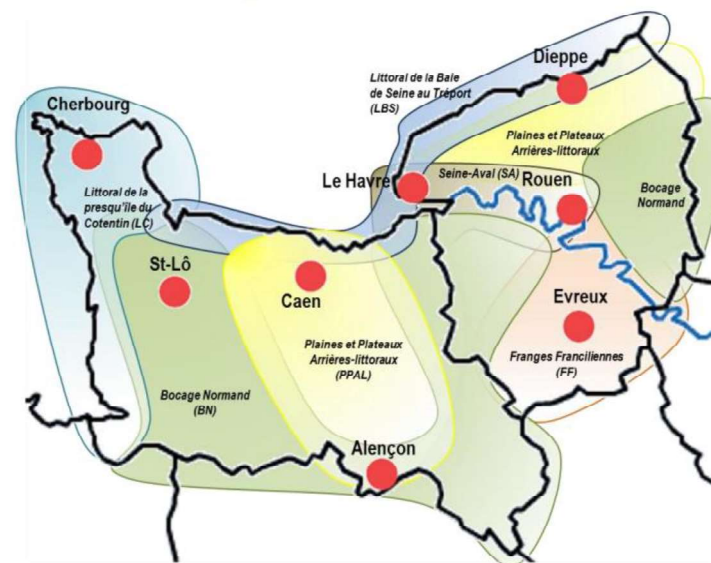 Dieppe
Littoral de la Baie
de Seine au Tréport
(LBS)
Cherbourg
Plaines et Plateaux
Arrières-littoraux
Le Havre
Seine-Aval (SA)
Rouen
Bocage
Normand
Littoral de la
presqu'île du
Cotentin (LC)
St-Lô
Caen
Evreux
Plaines et Plateaux
Arrières-littoraux
(PPAL)
Franges Franciliennes
(FF)
Bocage Normand
(BN)
Alençon